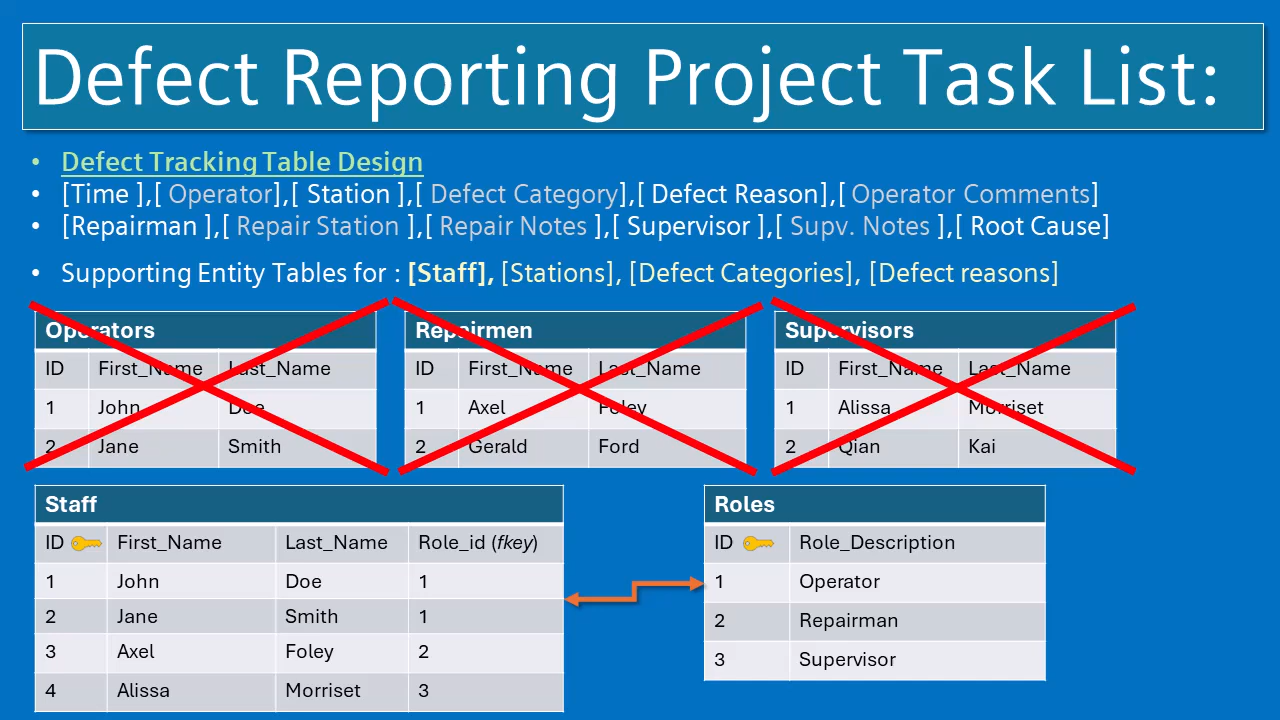 Defect Reporting Project Task List:
• Defect Tracking Table Design
• [Time ],[ Operator],[ Station ],[ Defect Category],[ Defect Reason],[ Operator Comments]
• [Repairman ],[ Repair Station ],[ Repair Notes ],[ Supervisor ],[ Supv. Notes ],[ Root Cause]
• Supporting Entity Tables for : [Staff], [Stations], [Defect Categories], [Defect reasons]
Operators
ID First_Name Last_Name
1 John Doe
2 Jane Smith
Repairmen
ID First_Name Last_Name
1 Axel Foley
2 Gerald Ford
Supervisors
ID First_Name Last_Name
1 Alissa Morriset
2 Qian Kai
Staff
ID First_Name Last_Name Role_id (fkey)
1 John Doe 1
2 Jane Smith 1
3 Axel Foley 2
4 Alissa Morriset 3
Roles
ID Role_Description
1 Operator
2 Repairman
3 Supervisor